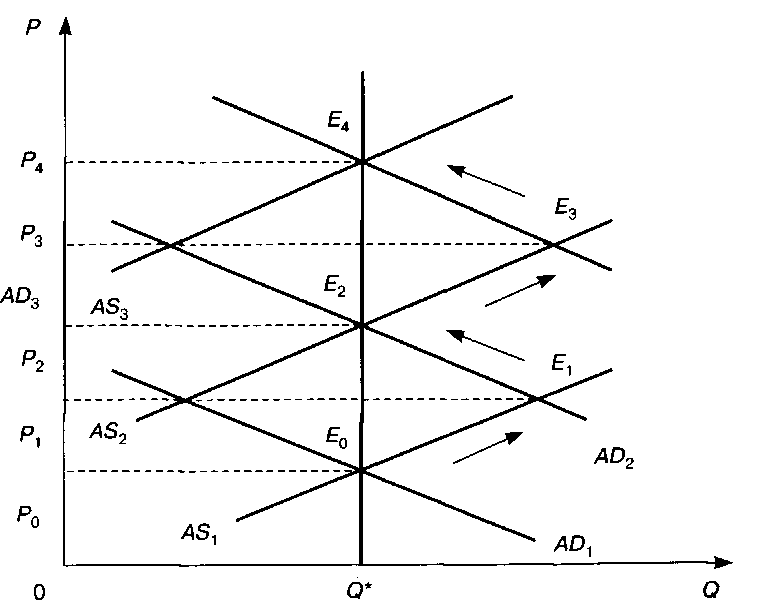 P
E₄
P₄
E₃
P₃
E₂
AD₃
AS₃
P₂
E₁
AS₂
E₀
P₁
AD₂
P₀
AS₁
AD₁
0
Q*
Q